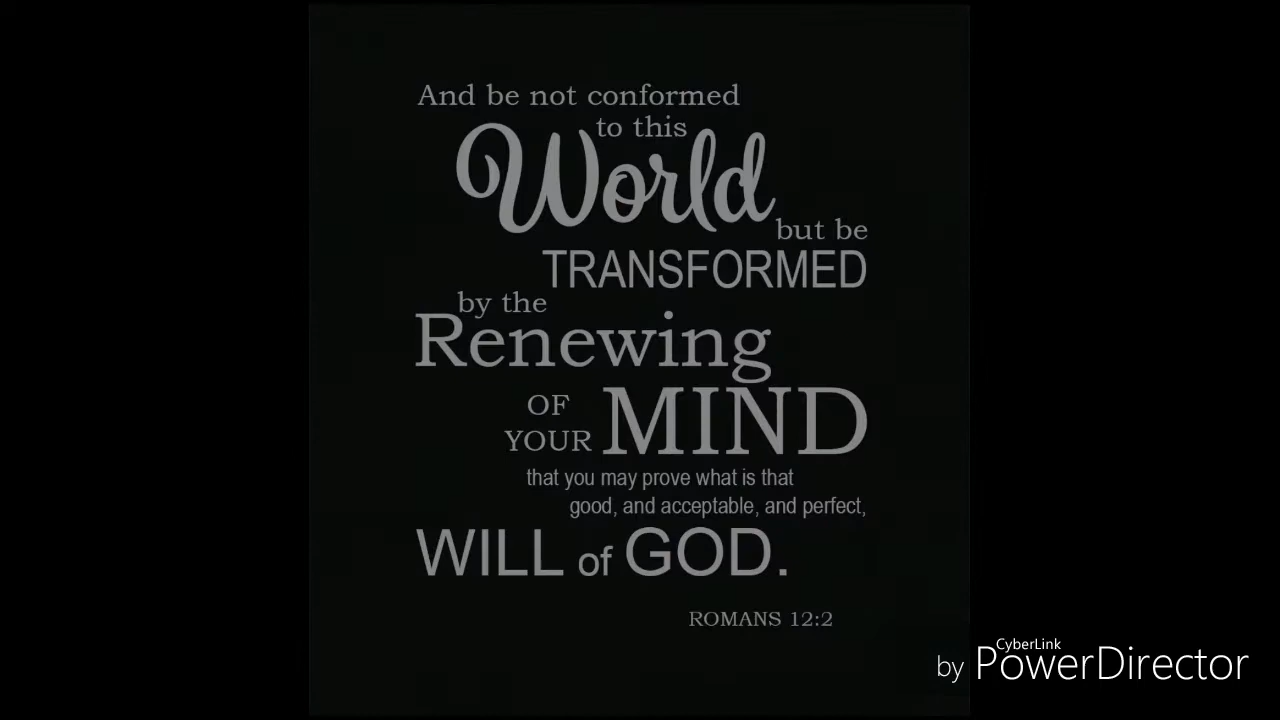 And be not conformed
to this
World
but be
TRANSFORMED
by the
Renewing
OF
YOUR MIND
that you may prove what is that
good, and acceptable, and perfect,
WILL of GOD.
ROMANS 12:2
CyberLink
by PowerDirector